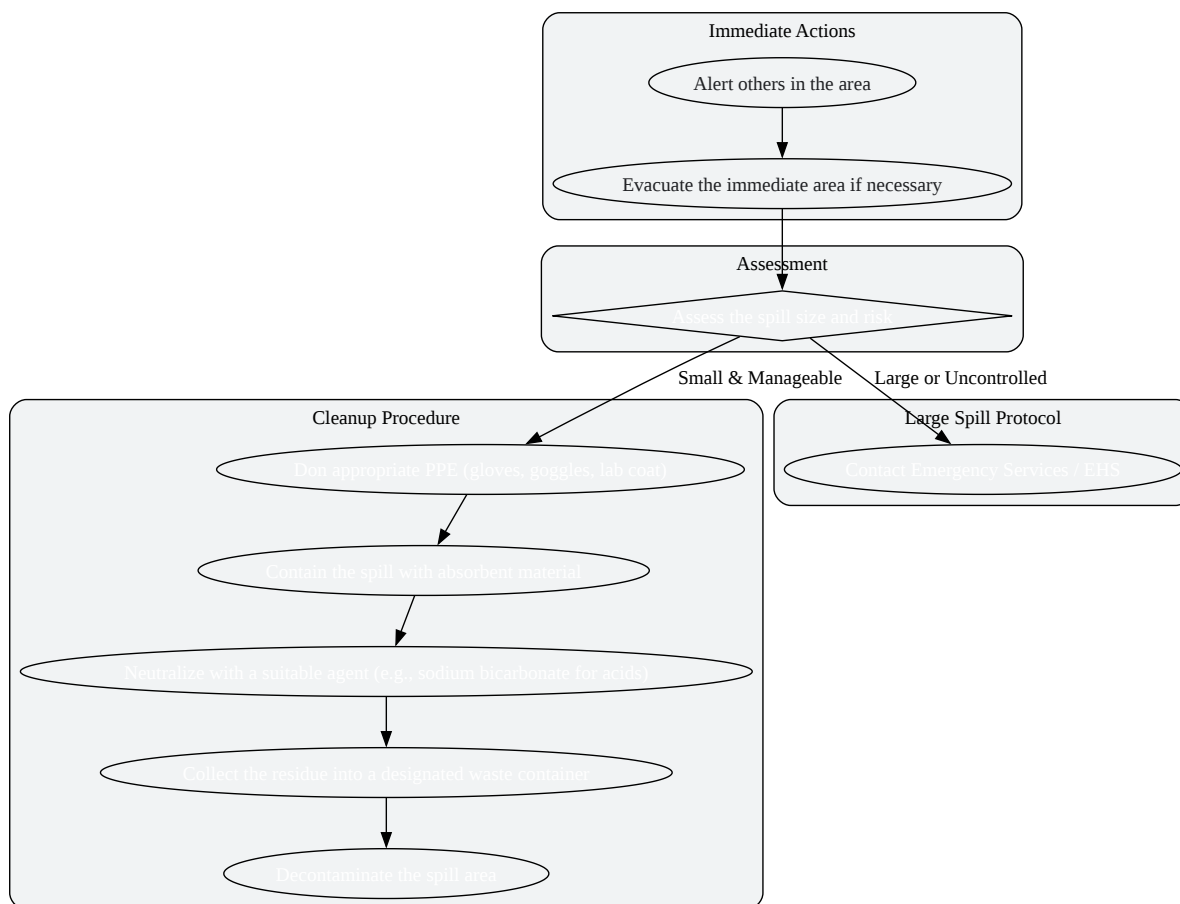 Immediate Actions
Alert others in the area
Evacuate the immediate area if necessary
Assessment
Assess the spill size and risk
Small & Manageable
Large or Uncontrolled
Cleanup Procedure
Large Spill Protocol
Don appropriate PPE (gloves, goggles, lab coat)
Contact Emergency Services / EHS
Contain the spill with absorbent material
Neutralize with a suitable agent (e.g., sodium bicarbonate for acids)
Collect the residue into a designated waste container
Decontaminate the spill area